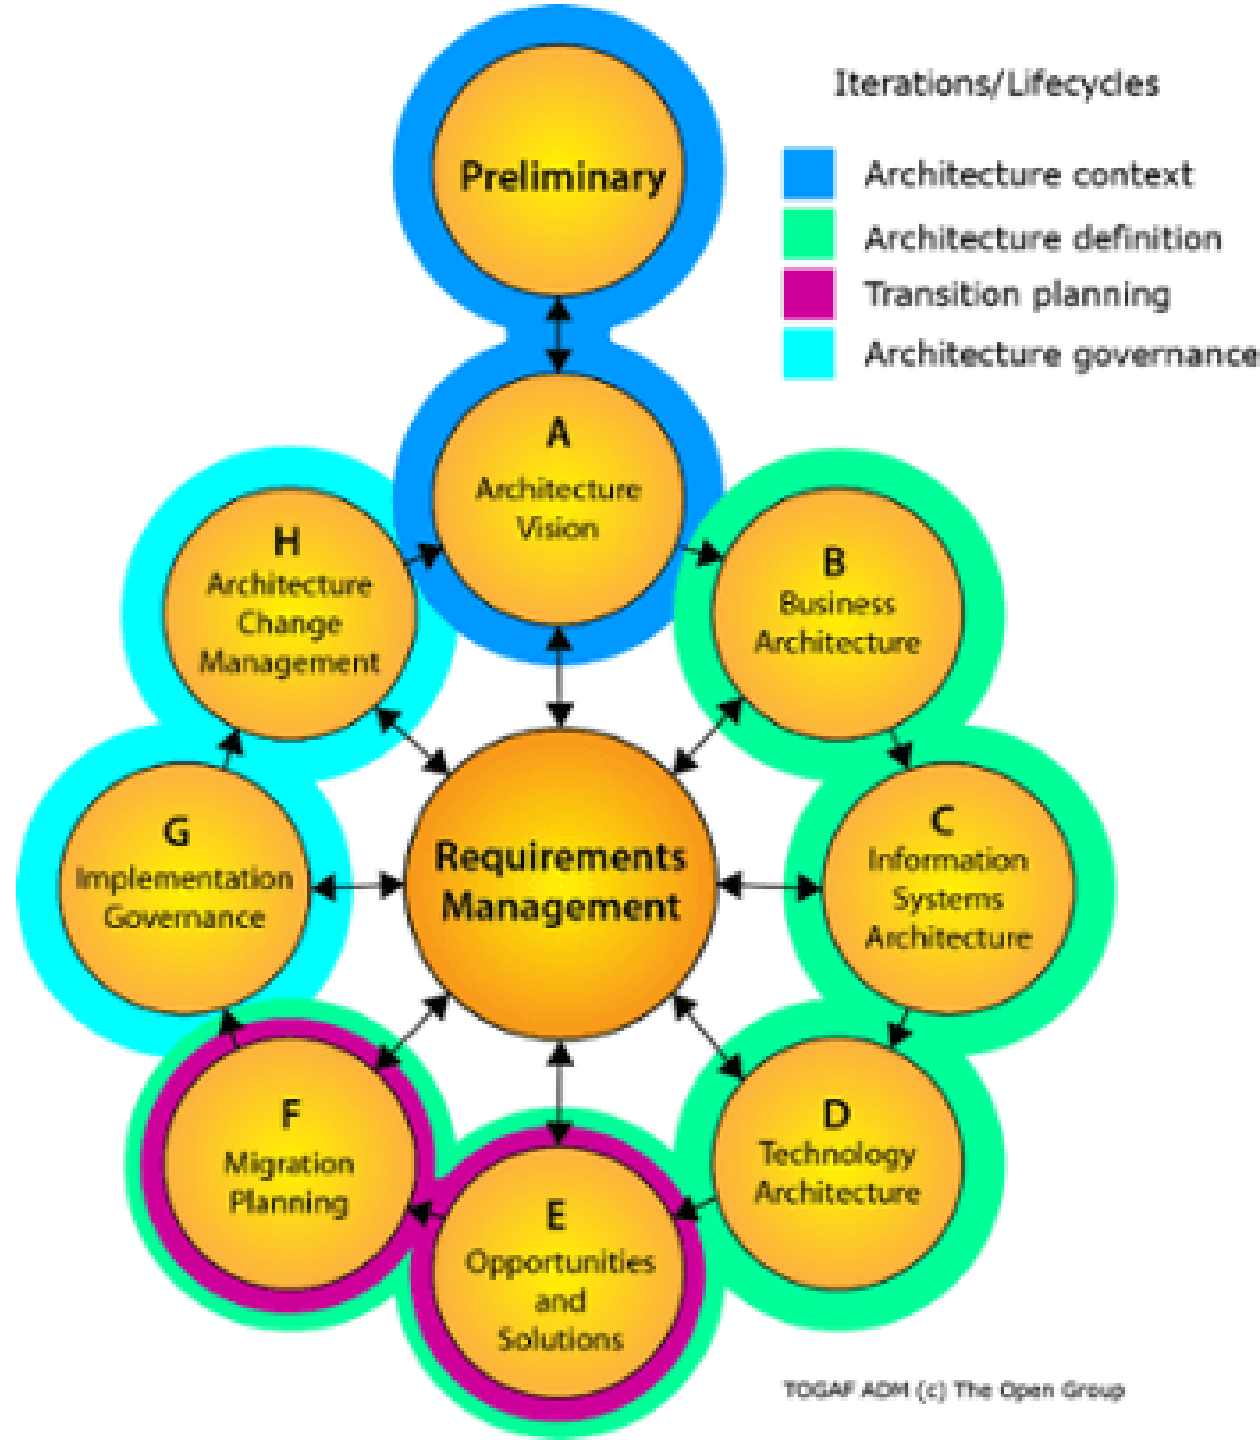 Iterations/Lifecycles
Architecture context
Architecture definition
Transition planning
Architecture governance
Preliminary
A
Architecture
Vision
B
Business
Architecture
C
Information
Systems
Architecture
D
Technology
Architecture
E
Opportunities
and
Solutions
F
Migration
Planning
G
Implementation
Governance
H
Architecture
Change
Management
Requirements
Management
TOGAF ADM (c) The Open Group